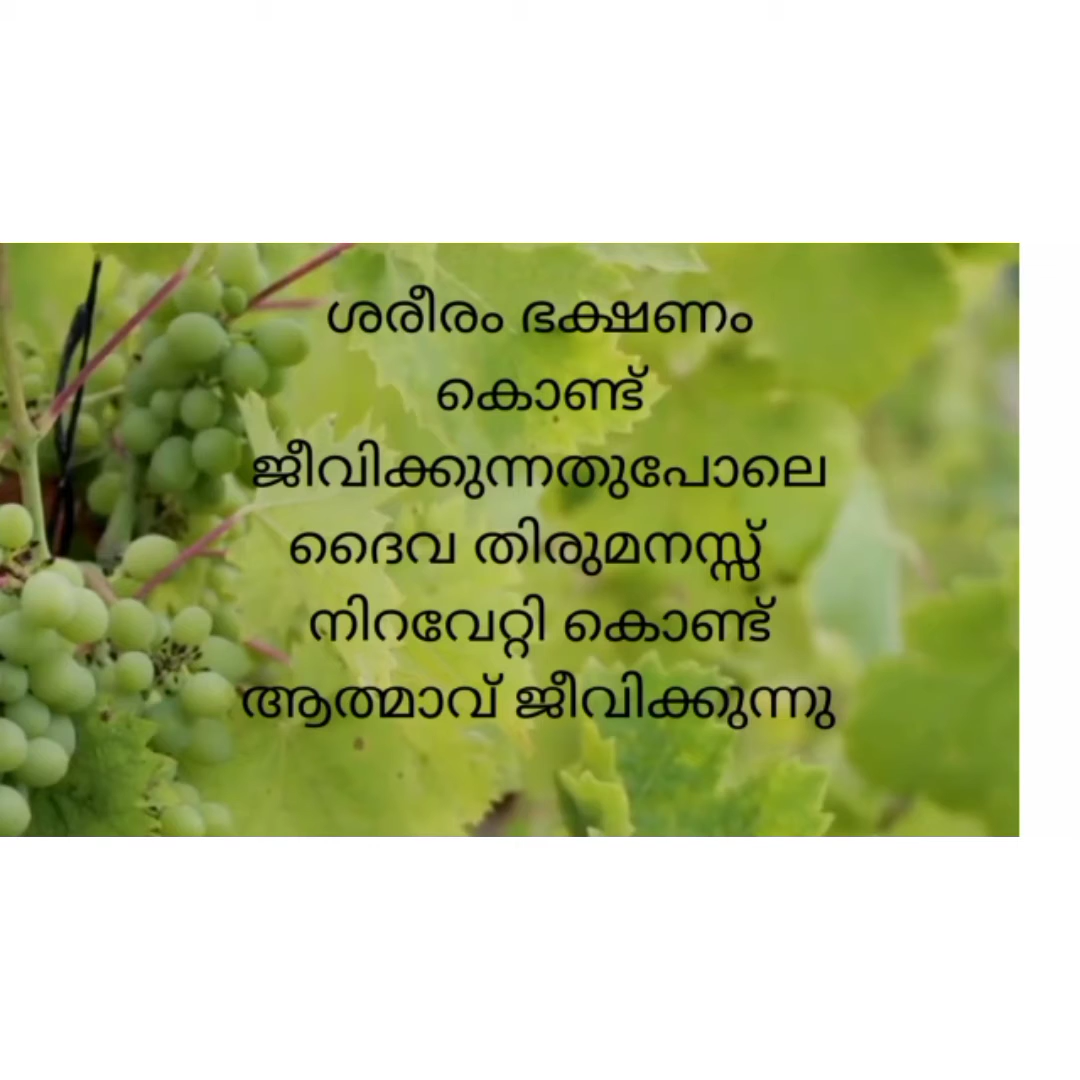 ശരീരം ഭക്ഷണം
കൊണ്ട്
ജീവിക്കുന്നതുപോലെ
ദൈവ തിരുമനസ്സ്
നിറവേറ്റി കൊണ്ട്
ആത്മാവ് ജീവിക്കുന്നു